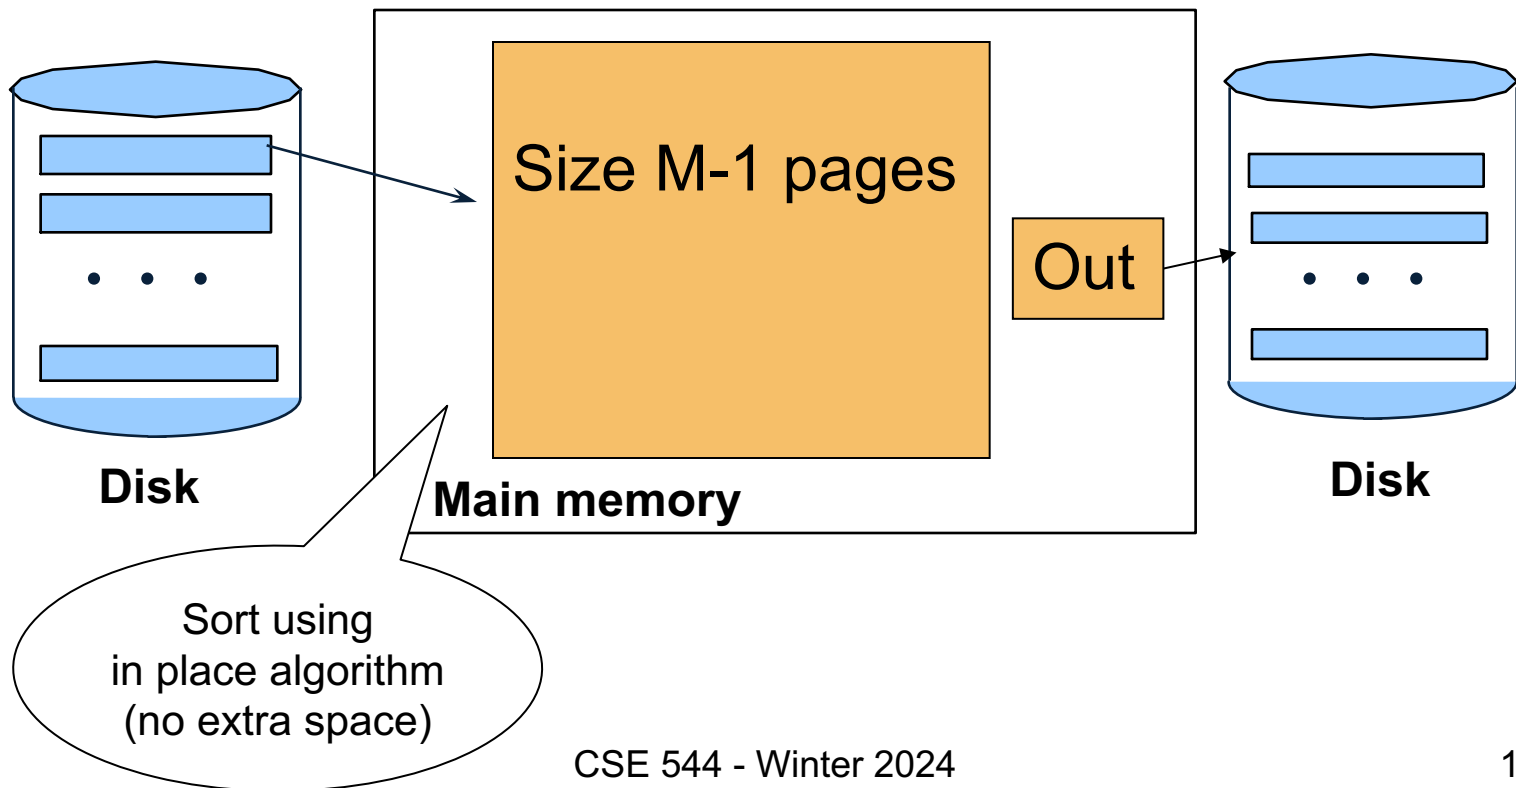 Size M-1 pages
Out
Disk
Main memory
Disk
Sort using
in place algorithm
(no extra space)
CSE 544 - Winter 2024
1